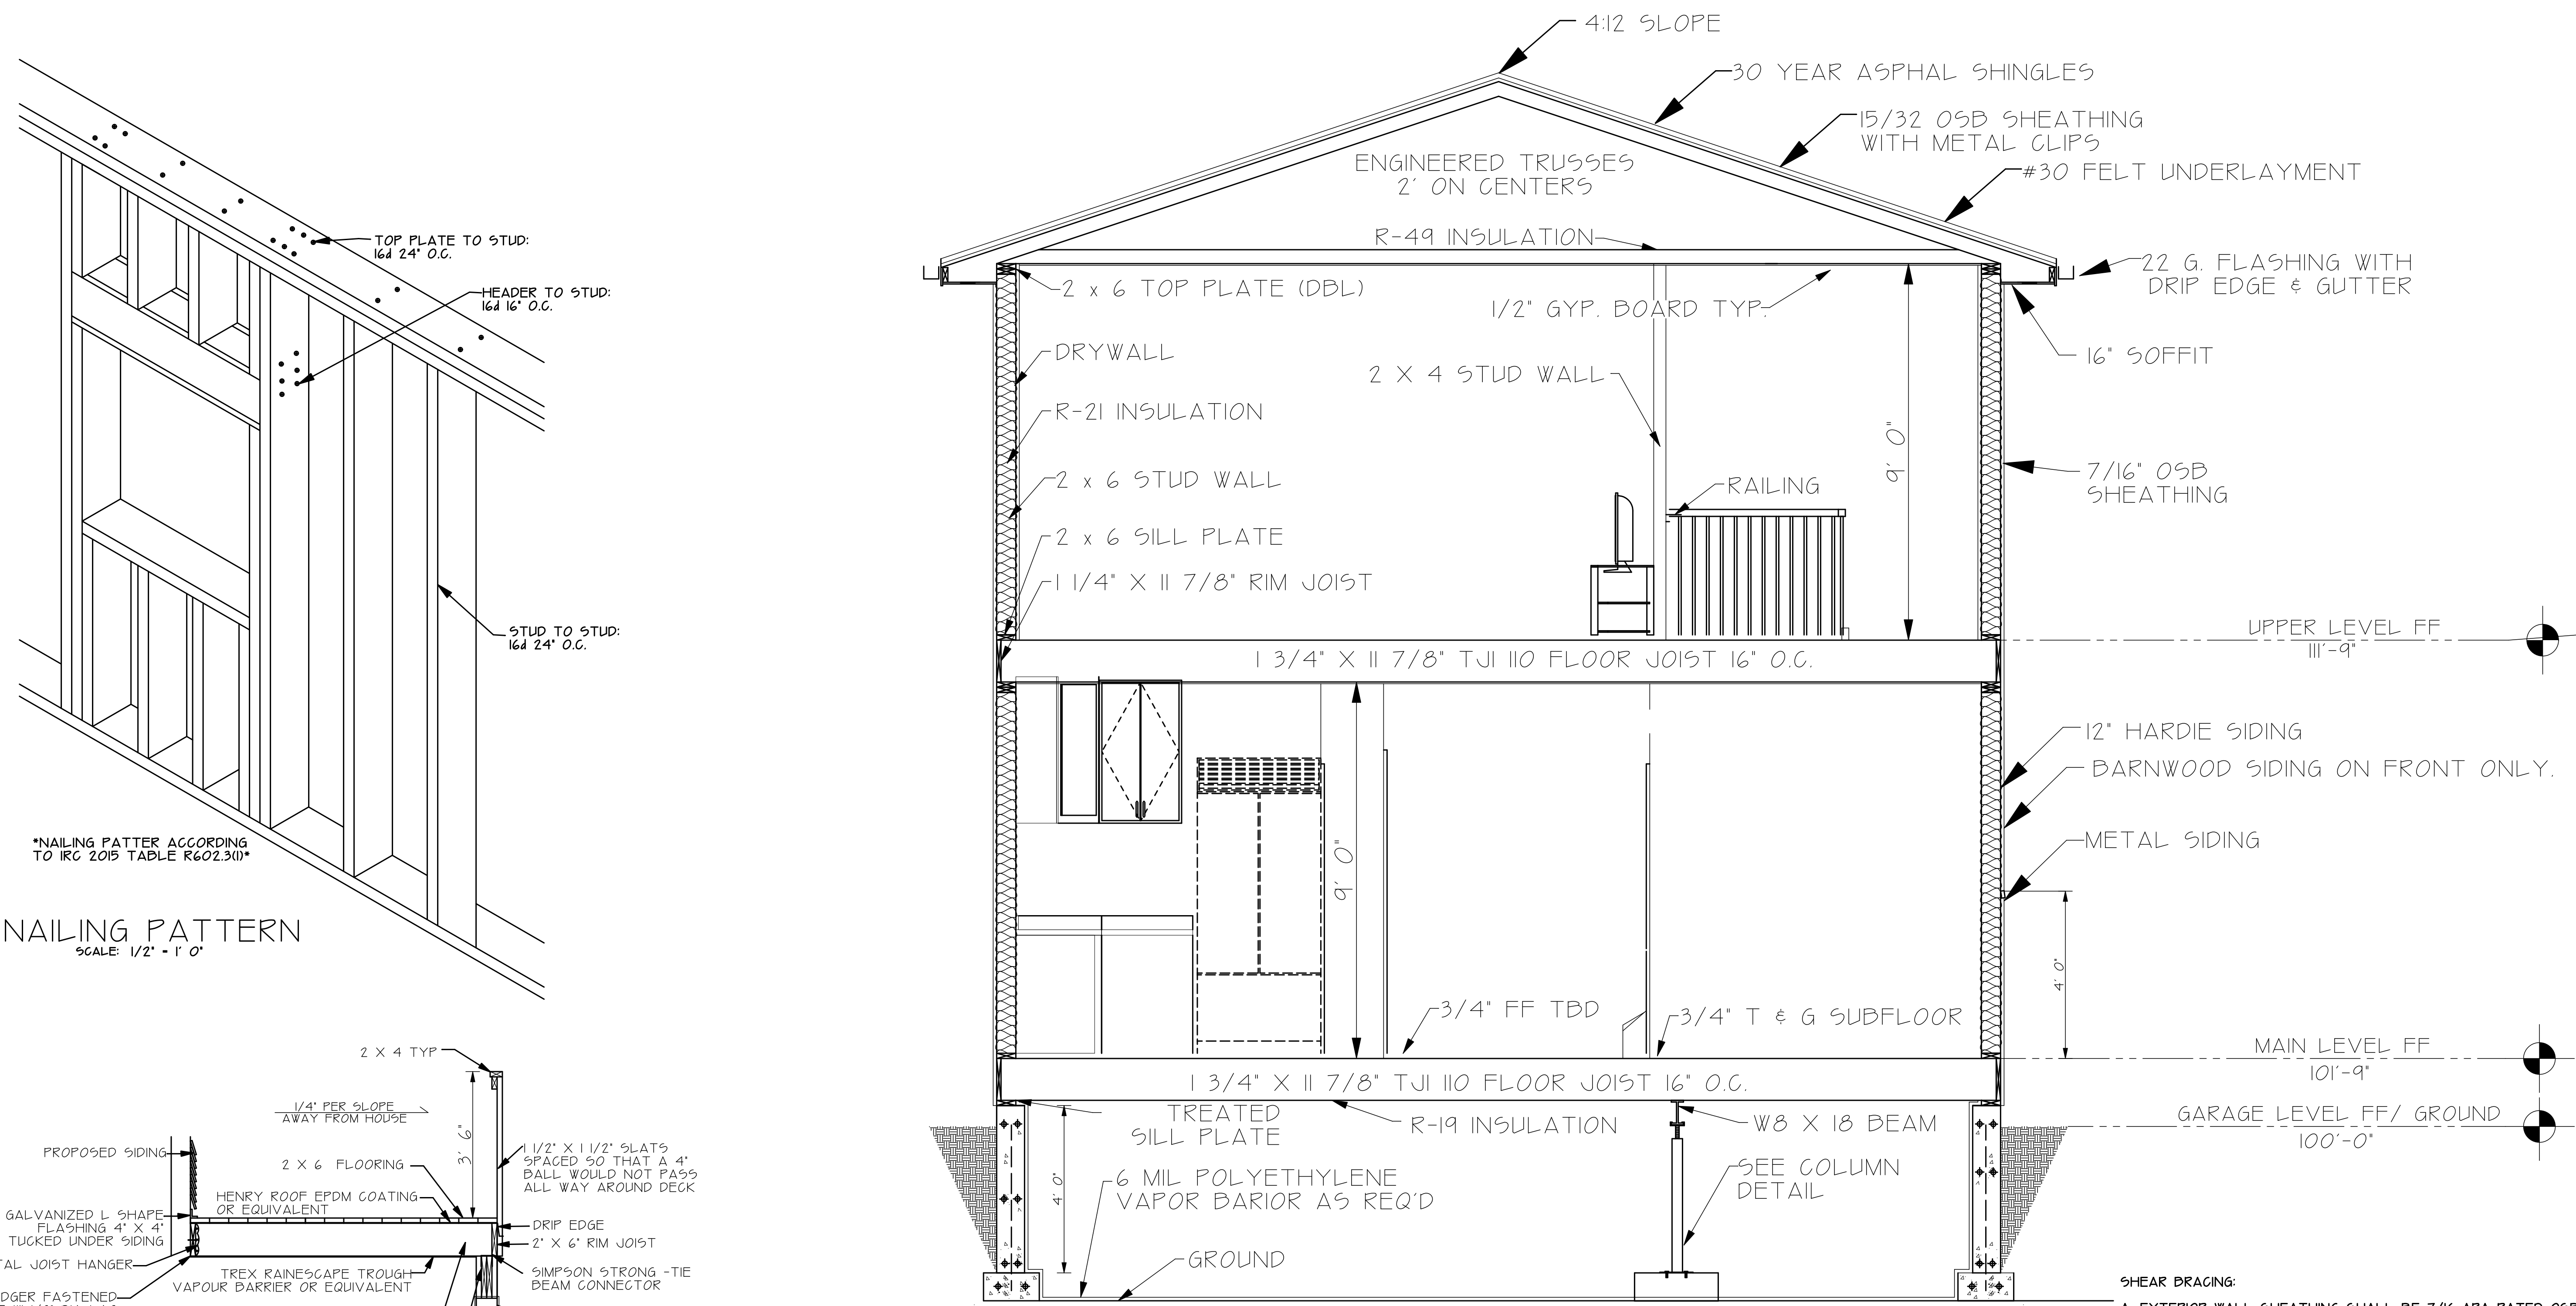 TOP PLATE TO STUD:
16d 24" O.C.
HEADER TO STUD:
16d 16" O.C.
STUD TO STUD:
16d 24" O.C.
*NAILING PATTER ACCORDING
TO IRC 2015 TABLE R602.3(1)*
NAILING PATTERN
SCALE: 1/2" = 1' 0"
2 X 4 TYP
1/4" PER SLOPE
AWAY FROM HOUSE
3' 6"
PROPOSED SIDING
2 X 6 FLOORING
HENRY ROOF EPDM COATING
OR EQUIVALENT
GALVANIZED L SHAPE
FLASHING 4" X 4"
TUCKED UNDER SIDING
JOIST HANGER
TREX RAINESCAPE TROUGH
VAPOUR BARRIER OR EQUIVALENT
FASTENED
1 1/2" X 1 1/2" SLATS
SPACED SO THAT A 4"
BALL WOULD NOT PASS
ALL WAY AROUND DECK
DRIP EDGE
2" X 6" RIM JOIST
SIMPSON STRONG -TIE
BEAM CONNECTOR
4:12 SLOPE
30 YEAR ASPHAL SHINGLES
15/32 OSB SHEATHING
WITH METAL CLIPS
#30 FELT UNDERLAYMENT
ENGINEERED TRUSSES
2' ON CENTERS
R-49 INSULATION
22 G. FLASHING WITH
DRIP EDGE & GUTTER
2 x 6 TOP PLATE (DBL)
1/2" GYP. BOARD TYP.
16" SOFFIT
DRYWALL
2 X 4 STUD WALL
R-21 INSULATION
9' 0"
7/16" OSB
SHEATHING
2 x 6 STUD WALL
RAILING
2 x 6 SILL PLATE
1 1/4" X 11 7/8" RIM JOIST
UPPER LEVEL FF
111'-9"
1 3/4" X 11 7/8" TJI 110 FLOOR JOIST 16" O.C.
12" HARDIE SIDING
BARNWOOD SIDING ON FRONT ONLY.
METAL SIDING
9' 0"
4' 0"
3/4" FF TBD
3/4" T & G SUBFLOOR
MAIN LEVEL FF
101'-9"
1 3/4" X 11 7/8" TJI 110 FLOOR JOIST 16" O.C.
TREATED
SILL PLATE
R-19 INSULATION
W8 X 18 BEAM
GARAGE LEVEL FF/ GROUND
100'-0"
4' 0"
6 MIL POLYETHYLENE
VAPOR BARIOR AS REQ'D
SEE COLUMN
DETAIL
GROUND
SHEAR BRACING: